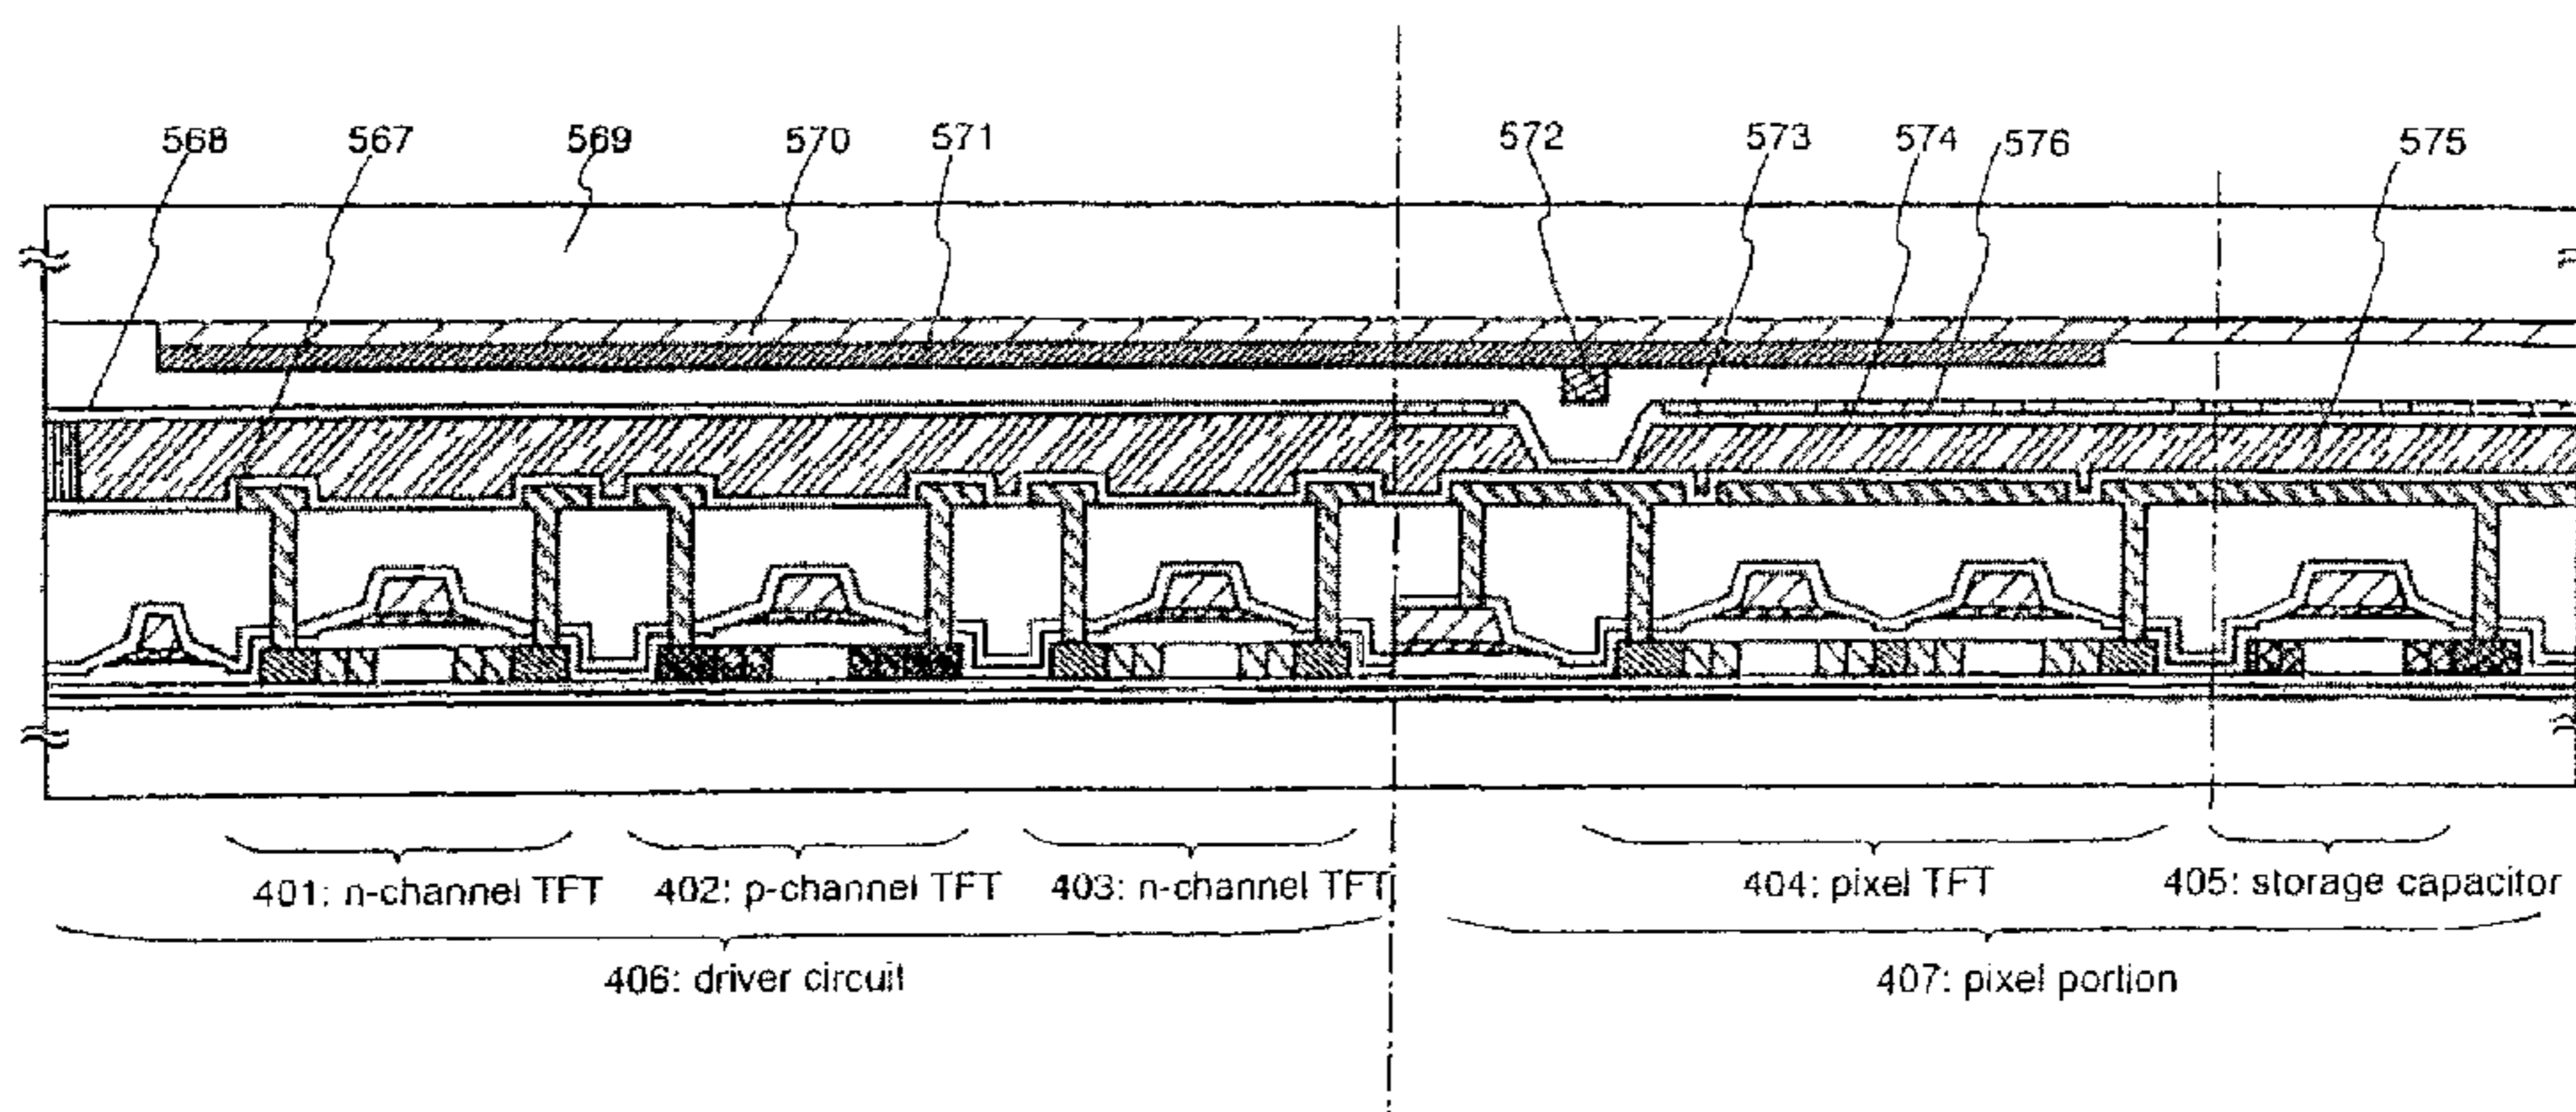 568 567 569 570 571 572 573 574 576 575
401: n-channel TFT 402: p-channel TFT 403: n-channel TFT 404: pixel TFT 405: storage capacitor
406: driver circuit 407: pixel portion